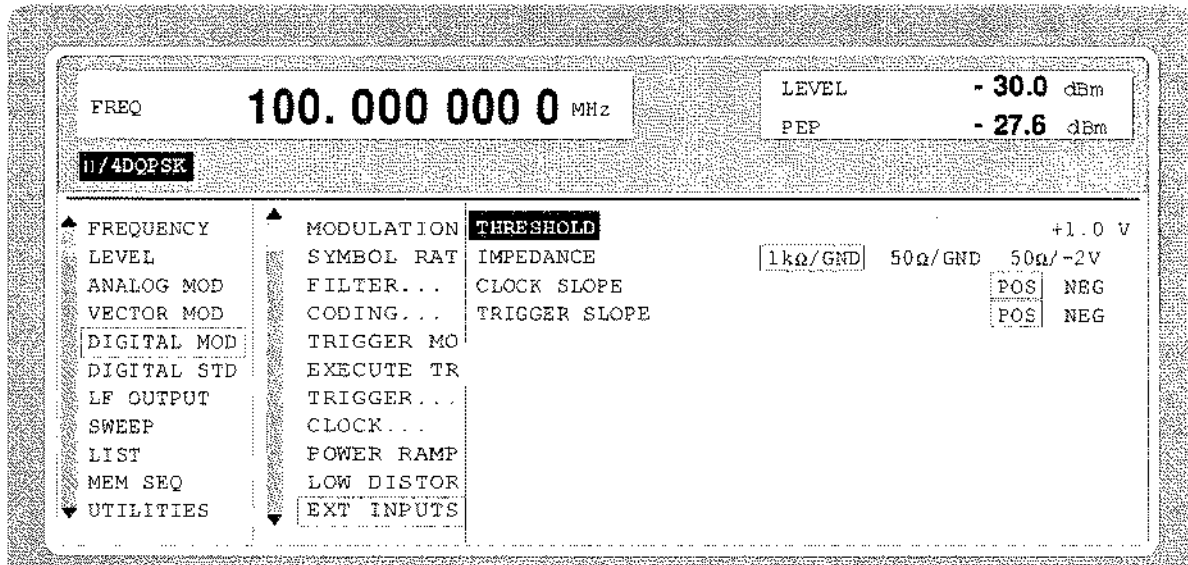 FREQ 100. 000 000 0 MHz
LEVEL - 30.0 dBm
PEP - 27.6 dBm
π/4DQPSK
FREQUENCY
LEVEL
ANALOG MOD
VECTOR MOD
DIGITAL MOD
DIGITAL STD
LF OUTPUT
SWEEP
LIST
MEM SEQ
UTILITIES
MODULATION
SYMBOL RAT
FILTER...
CODING...
TRIGGER MO
EXECUTE TR
TRIGGER...
CLOCK...
POWER RAMP
LOW DISTOR
EXT INPUTS
THRESHOLD +1.0 V
IMPEDANCE 1kΩ/GND 50Ω/GND 50Ω/-2V
CLOCK SLOPE POS NEG
TRIGGER SLOPE POS NEG